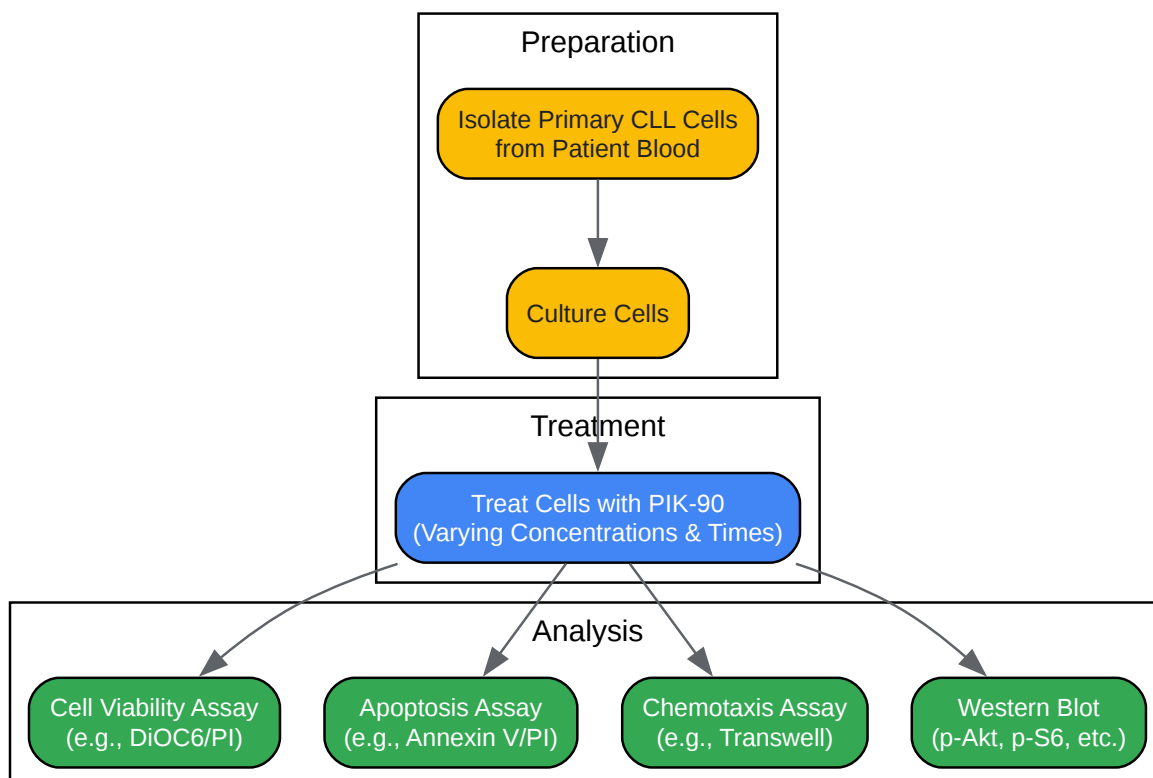 Preparation
Isolate Primary CLL Cells
from Patient Blood
Culture Cells
Treatment
Treat Cells with PIK-90
(Varying Concentrations & Times)
Analysis
Cell Viability Assay
(e.g., DiOC6/PI)
Apoptosis Assay
(e.g., Annexin V/PI)
Chemotaxis Assay
(e.g., Transwell)
Western Blot
(p-Akt, p-S6, etc.)